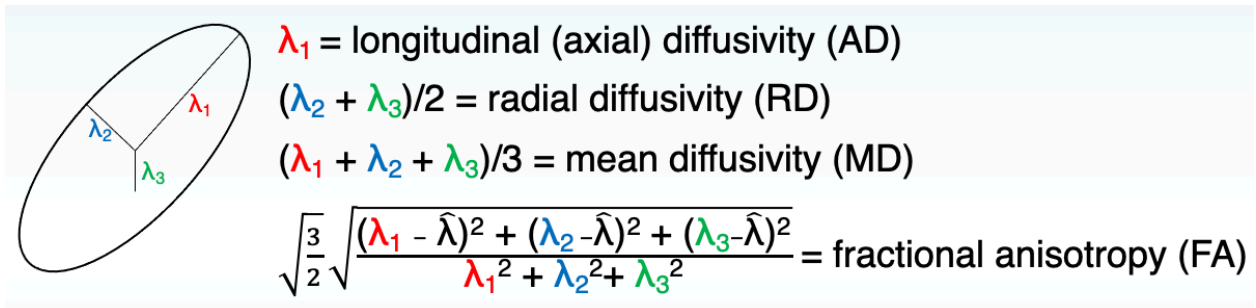 λ₁ = longitudinal (axial) diffusivity (AD)
(λ₂ + λ₃)/2 = radial diffusivity (RD)
(λ₁ + λ₂ + λ₃)/3 = mean diffusivity (MD)
√(3/2) √(((λ₁ - λ̂)² + (λ₂ -λ̂)² + (λ₃-λ̂)²)/(λ₁² + λ₂²+ λ₃²)) = fractional anisotropy (FA)
λ₁
λ₂
λ₃